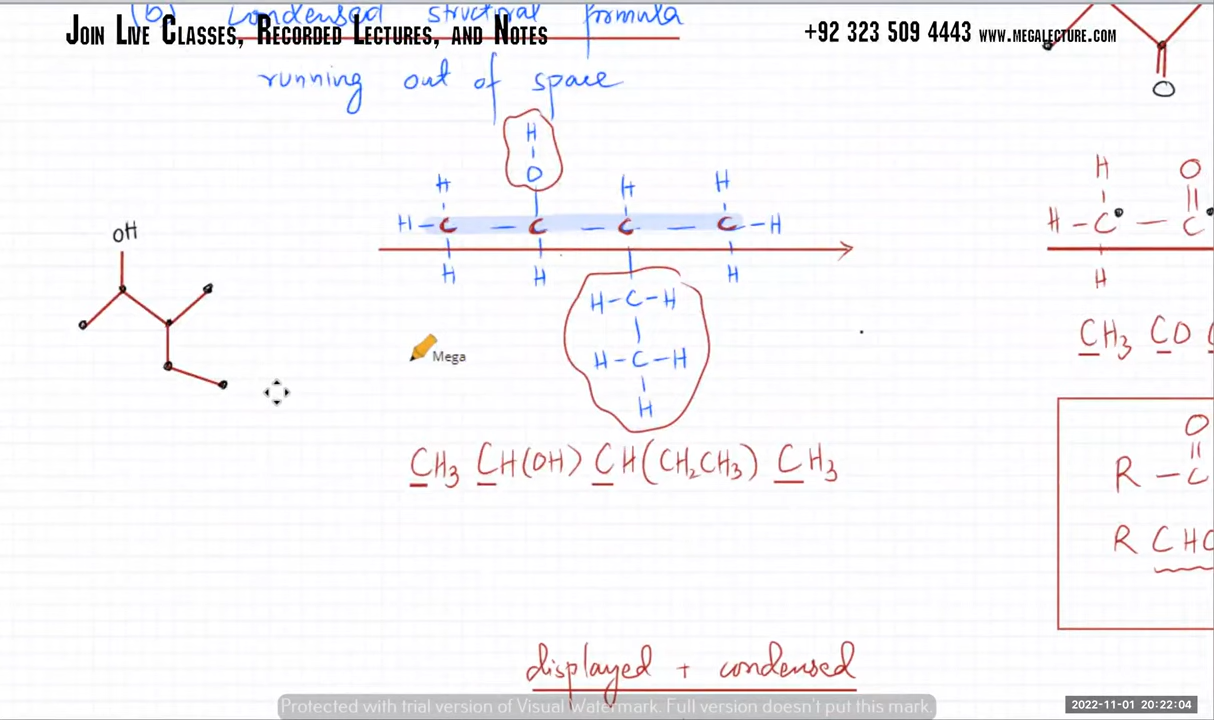 (b) Condensed structural formula
JOIN LIVE CLASSES, RECORDED LECTURES, AND NOTES
+92 323 509 4443 WWW.MEGALECTURE.COM
running out of space
O
H
O
H H H
H-C-C-C-C-H
H H H
H-C-H
H-C-H
H
OH
Mega
CH3 CH(OH) CH(CH2CH3) CH3
H O
H-C-C
H
CH3 CO
O
R-C
R CHO
displayed + condensed
Protected with trial version of Visual Watermark. Full version doesn't put this mark.
2022-11-01 20:22:04